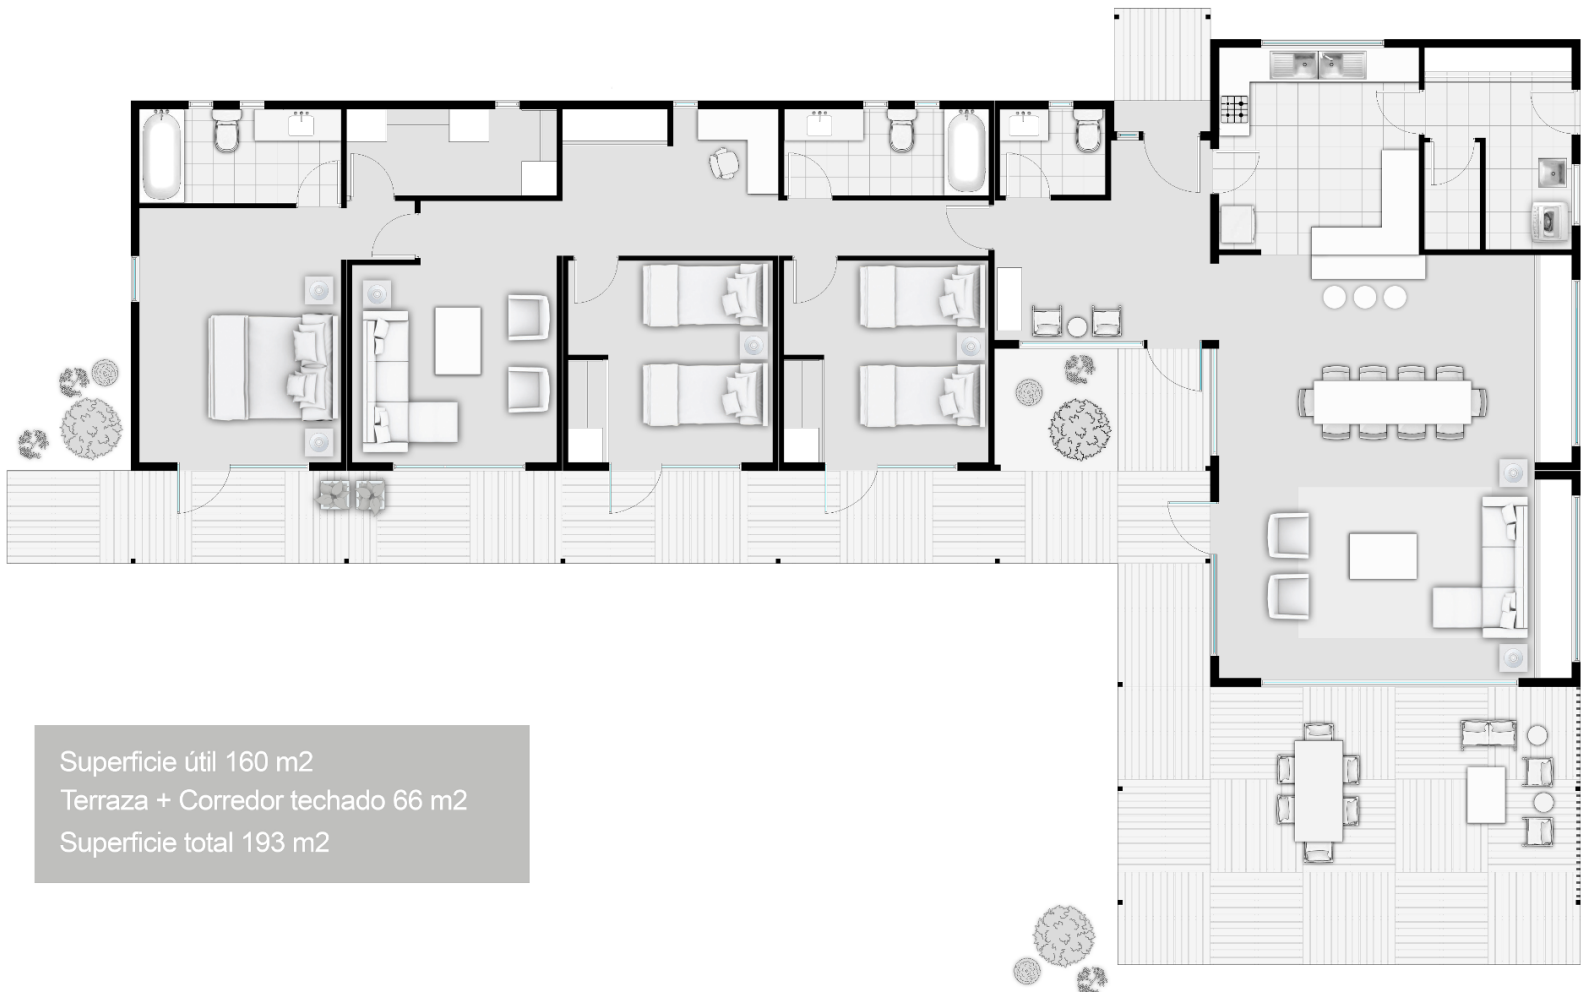 Superficie útil 160 m2
Terraza + Corredor techado 66 m2
Superficie total 193 m2